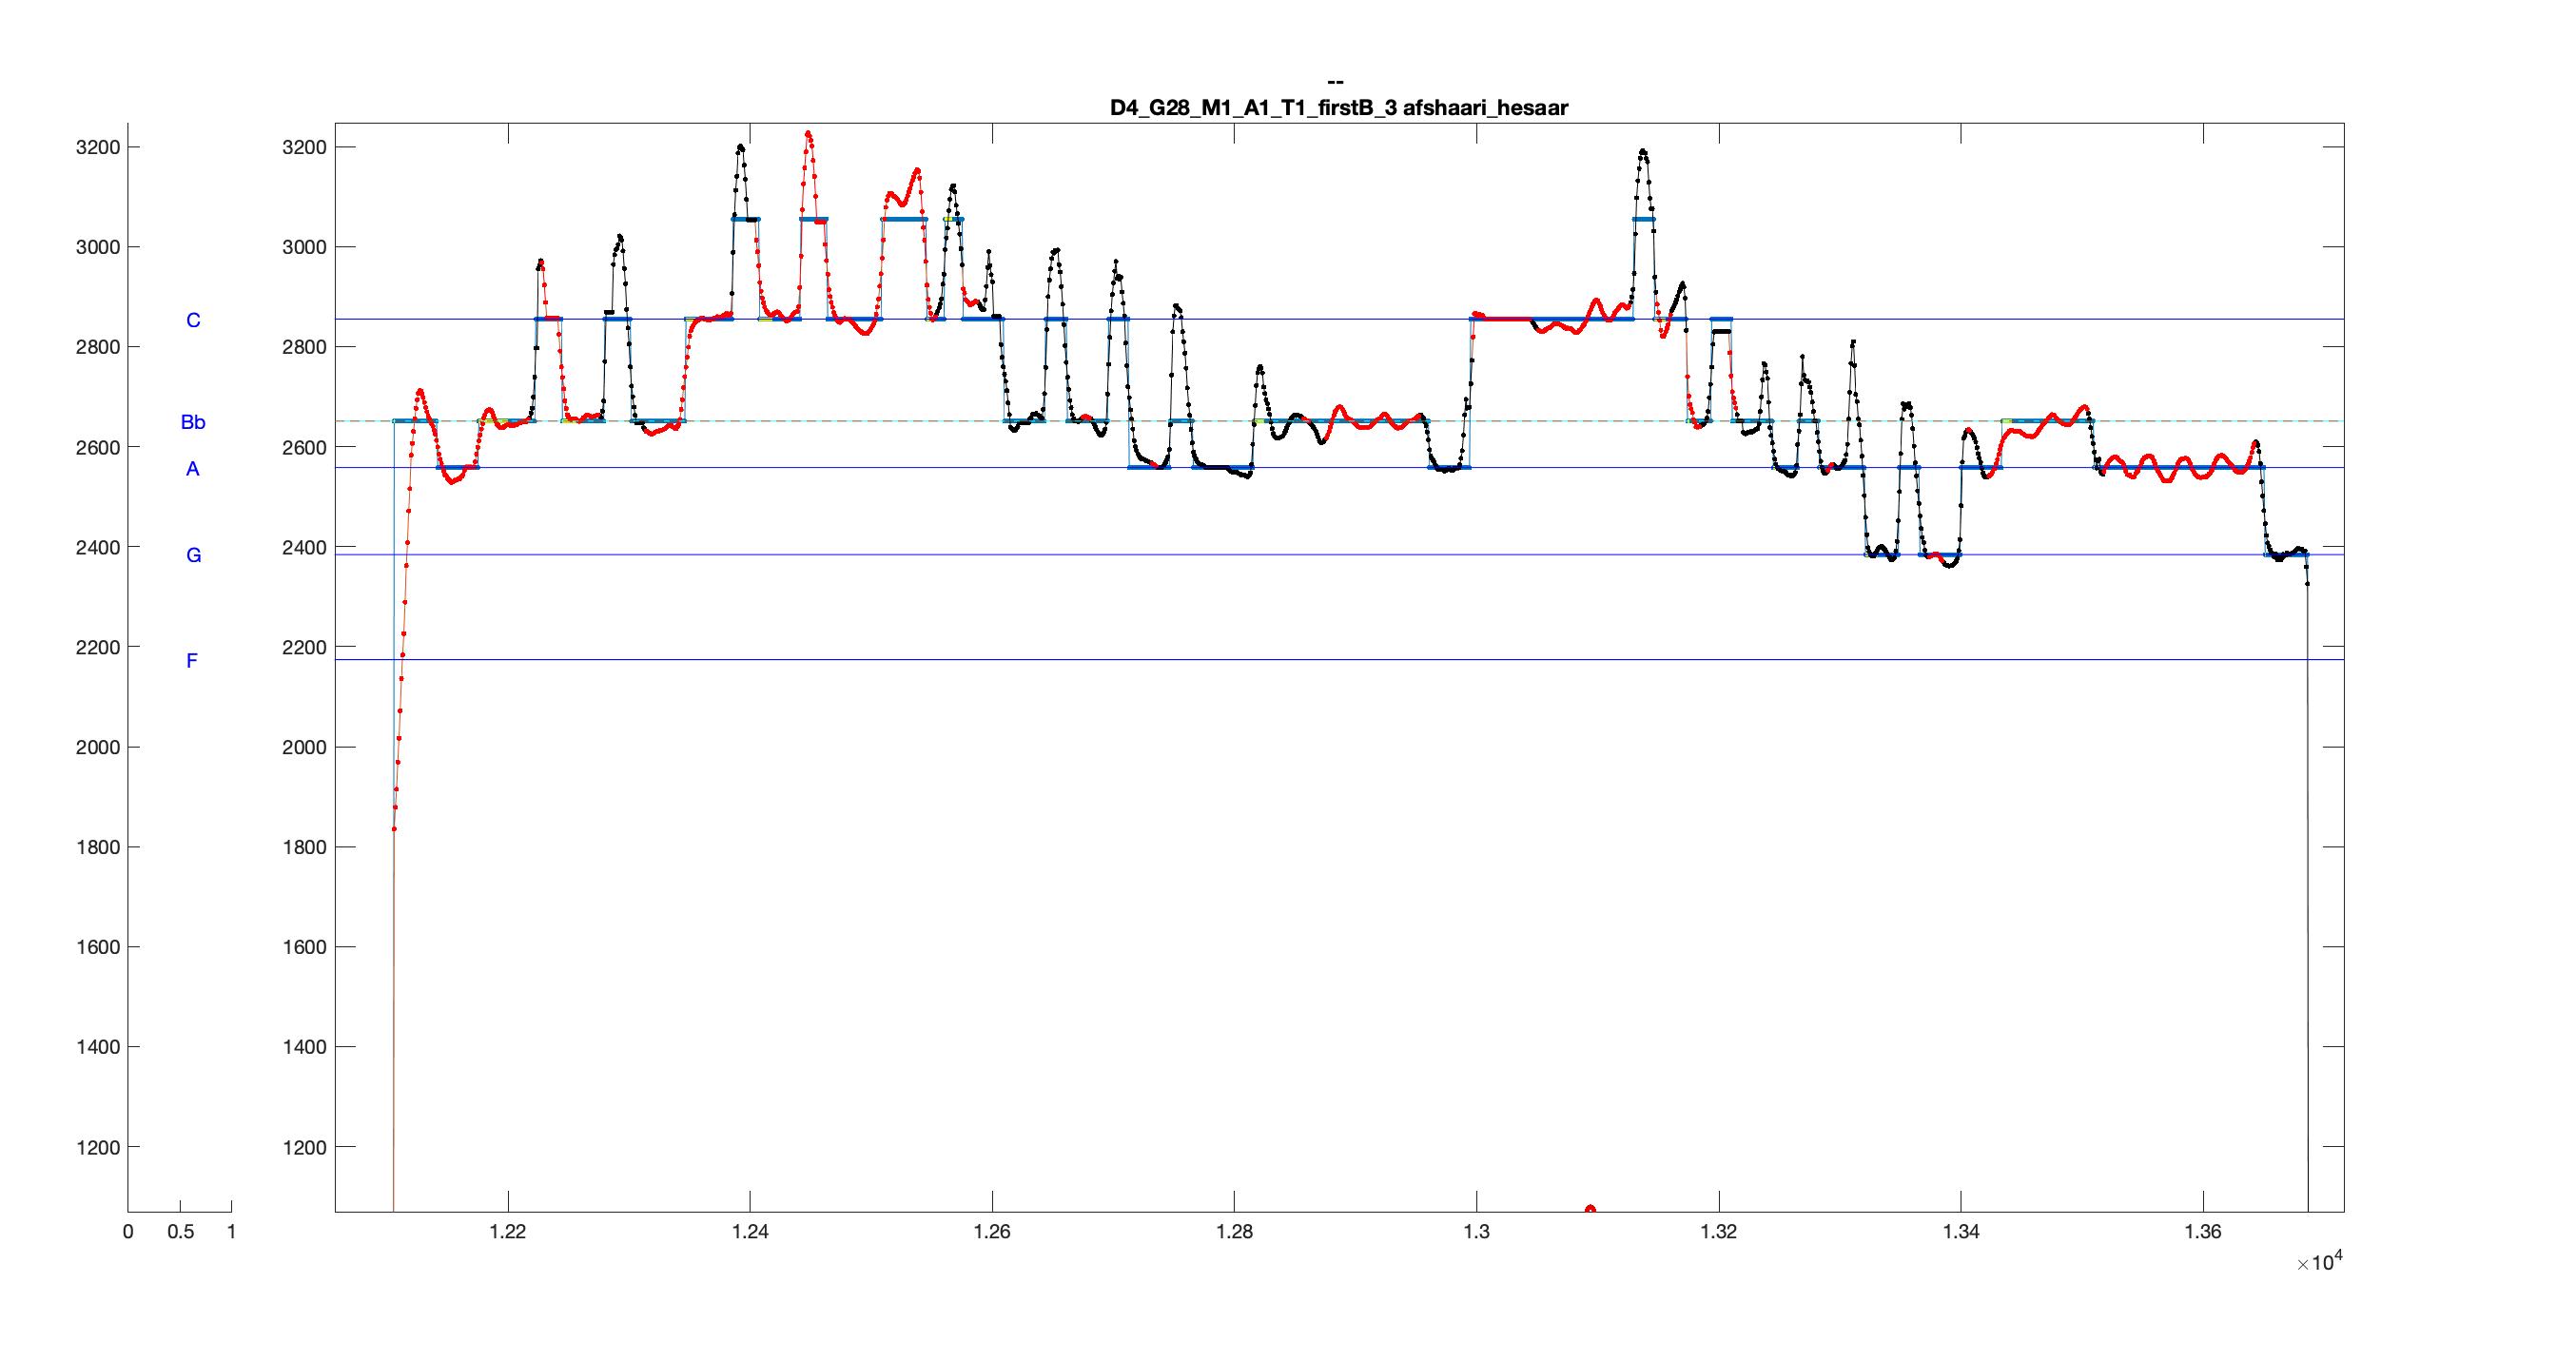 --
D4_G28_M1_A1_T1_firstB_3 afshaari_hesaar
3200 3200
3000 3000
C
2800 2800
Bb
2600 2600
A
2400 2400
G
2200 2200
F
2000 2000
1800 1800
1600 1600
1400 1400
1200 1200
0 0.5 1 1.22 1.24 1.26 1.28 1.3 1.32 1.34 1.36
×10⁴